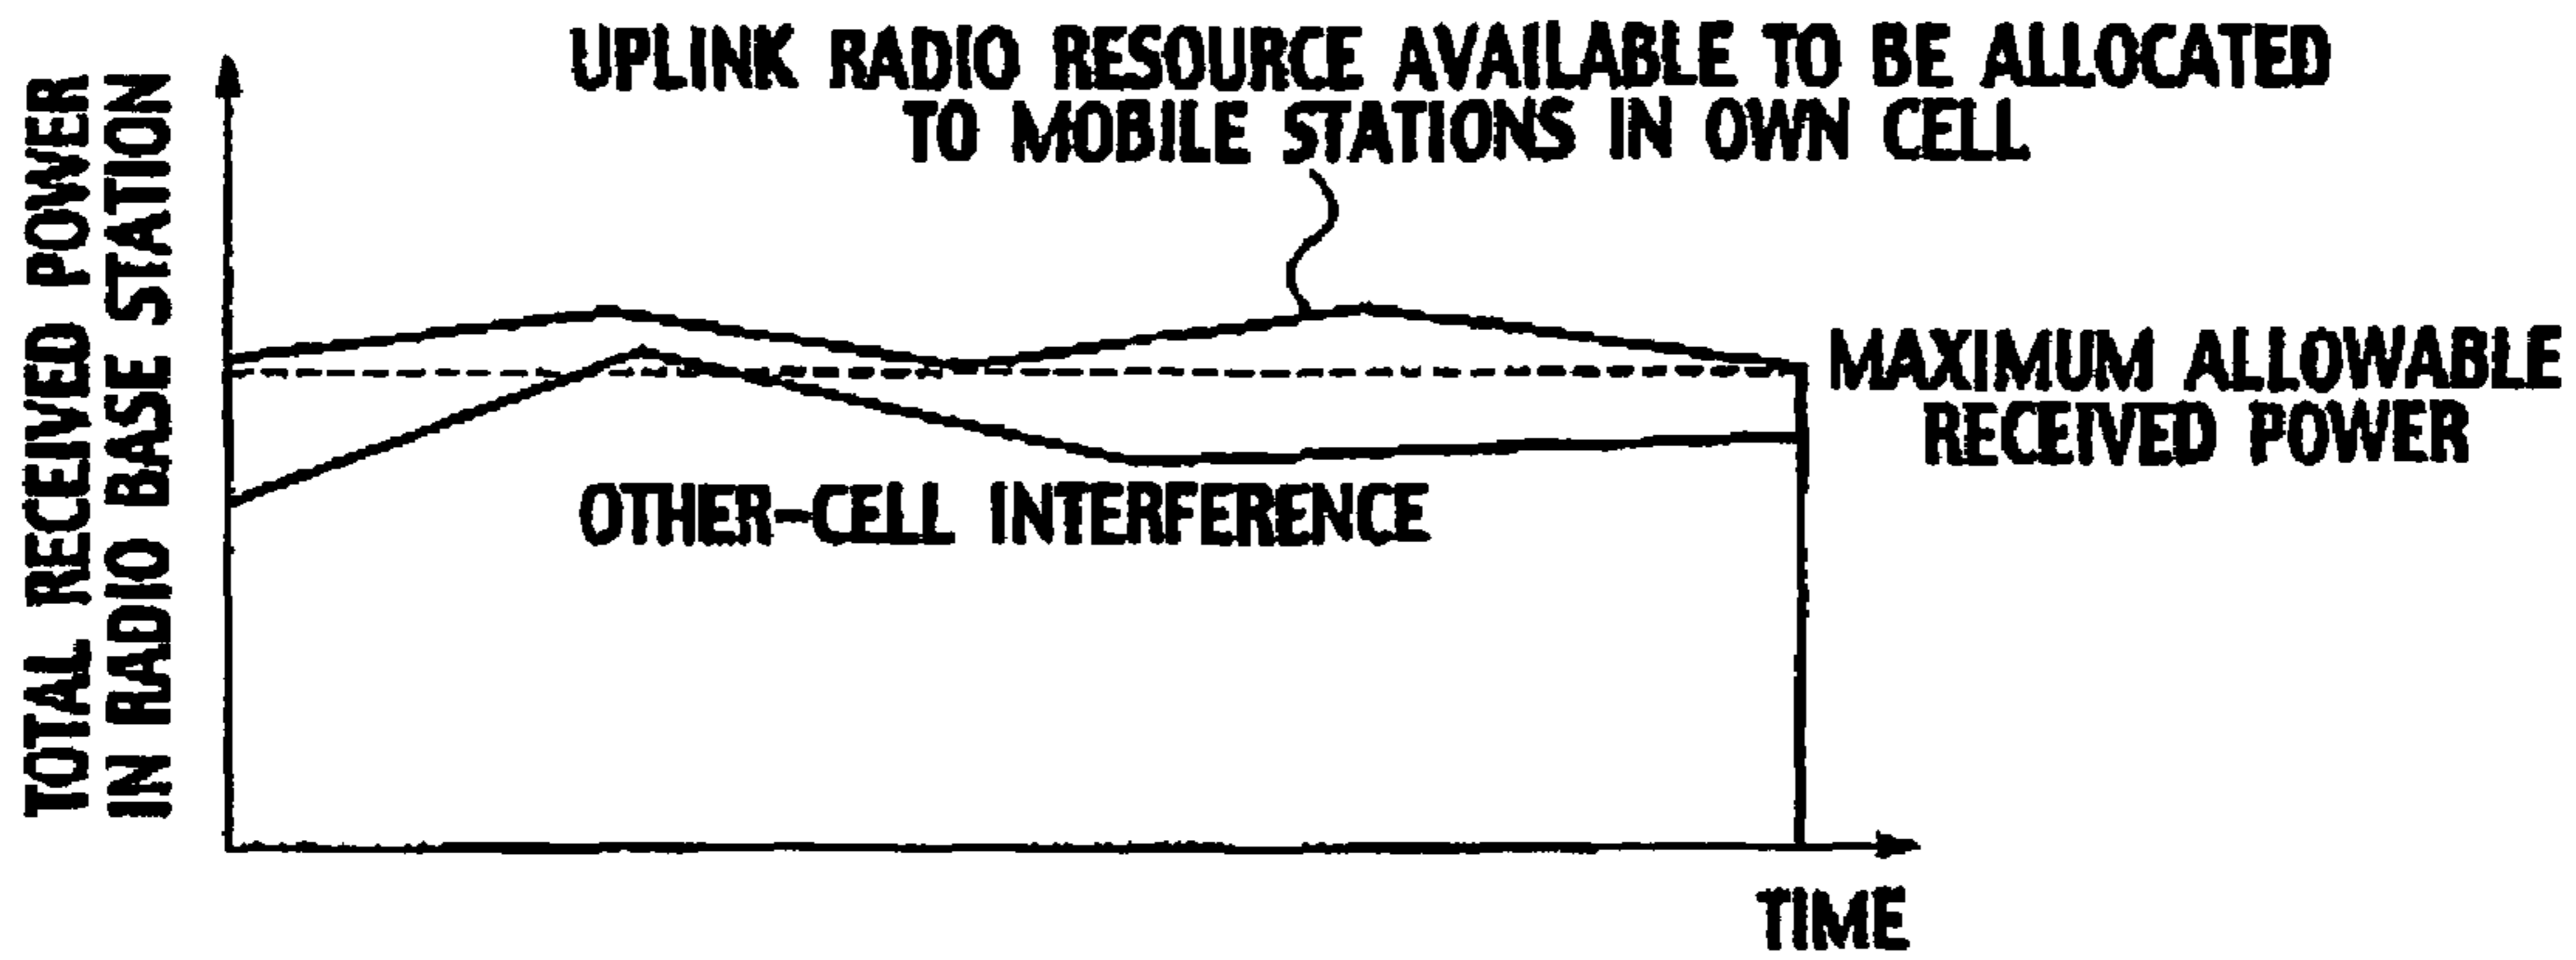 UPLINK RADIO RESOURCE AVAILABLE TO BE ALLOCATED
TO MOBILE STATIONS IN OWN CELL
TOTAL RECEIVED POWER
IN RADIO BASE STATION
MAXIMUM ALLOWABLE
RECEIVED POWER
OTHER-CELL INTERFERENCE
TIME